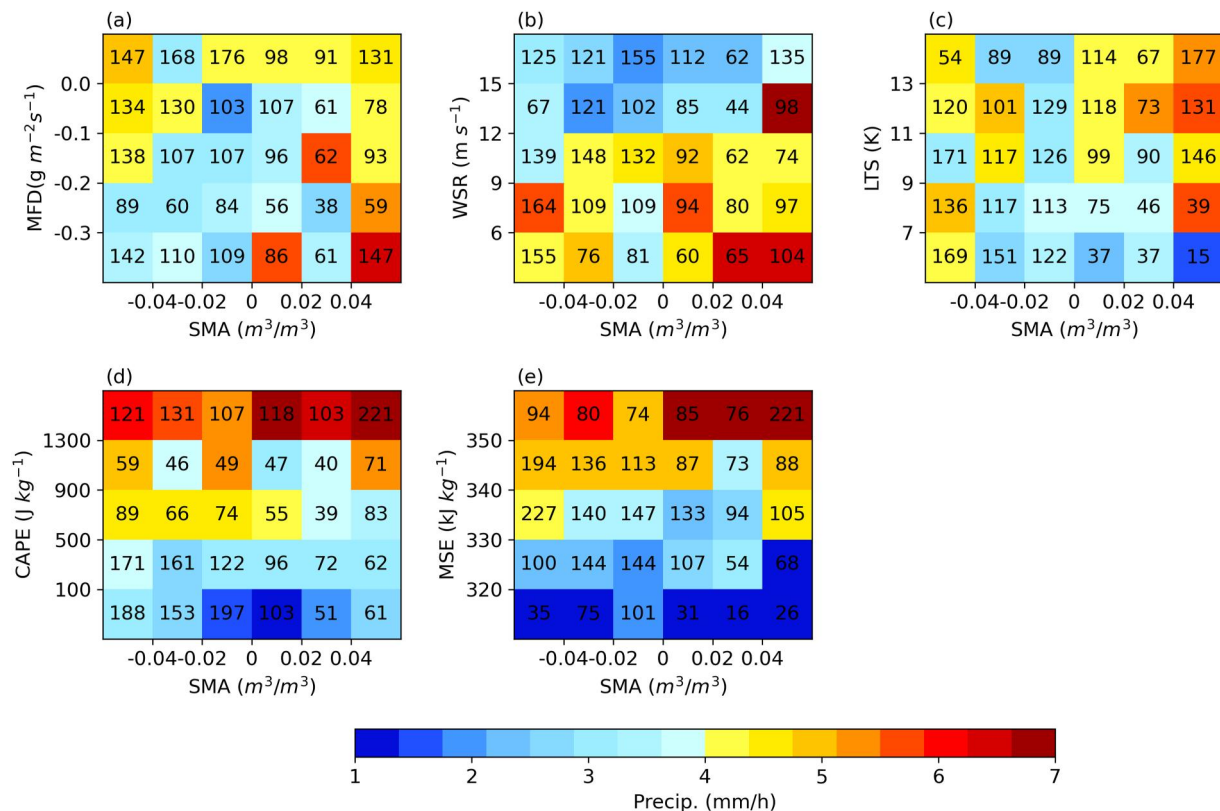 (a)
147 168 176 98 91 131
0.0
134 130 103 107 61 78
-0.1
138 107 107 96 62 93
-0.2
89 60 84 56 38 59
-0.3
142 110 109 86 61 147
-0.04 -0.02 0 0.02 0.04
SMA (m³/m³)
MFD(g m⁻²s⁻¹)
(b)
125 121 155 112 62 135
15
67 121 102 85 44 98
12
139 148 132 92 62 74
9
164 109 109 94 80 97
6
155 76 81 60 65 104
-0.04 -0.02 0 0.02 0.04
SMA (m³/m³)
WSR (m s⁻¹)
(c)
54 89 89 114 67 177
13
120 101 129 118 73 131
11
171 117 126 99 90 146
9
136 117 113 75 46 39
7
169 151 122 37 37 15
-0.04 -0.02 0 0.02 0.04
SMA (m³/m³)
LTS (K)
(d)
121 131 107 118 103 221
1300
59 46 49 47 40 71
900
89 66 74 55 39 83
500
171 161 122 96 72 62
100
188 153 197 103 51 61
-0.04 -0.02 0 0.02 0.04
SMA (m³/m³)
CAPE (J kg⁻¹)
(e)
94 80 74 85 76 221
350
194 136 113 87 73 88
340
227 140 147 133 94 105
330
100 144 144 107 54 68
320
35 75 101 31 16 26
-0.04 -0.02 0 0.02 0.04
SMA (m³/m³)
MSE (kJ kg⁻¹)
1 2 3 4 5 6 7
Precip. (mm/h)